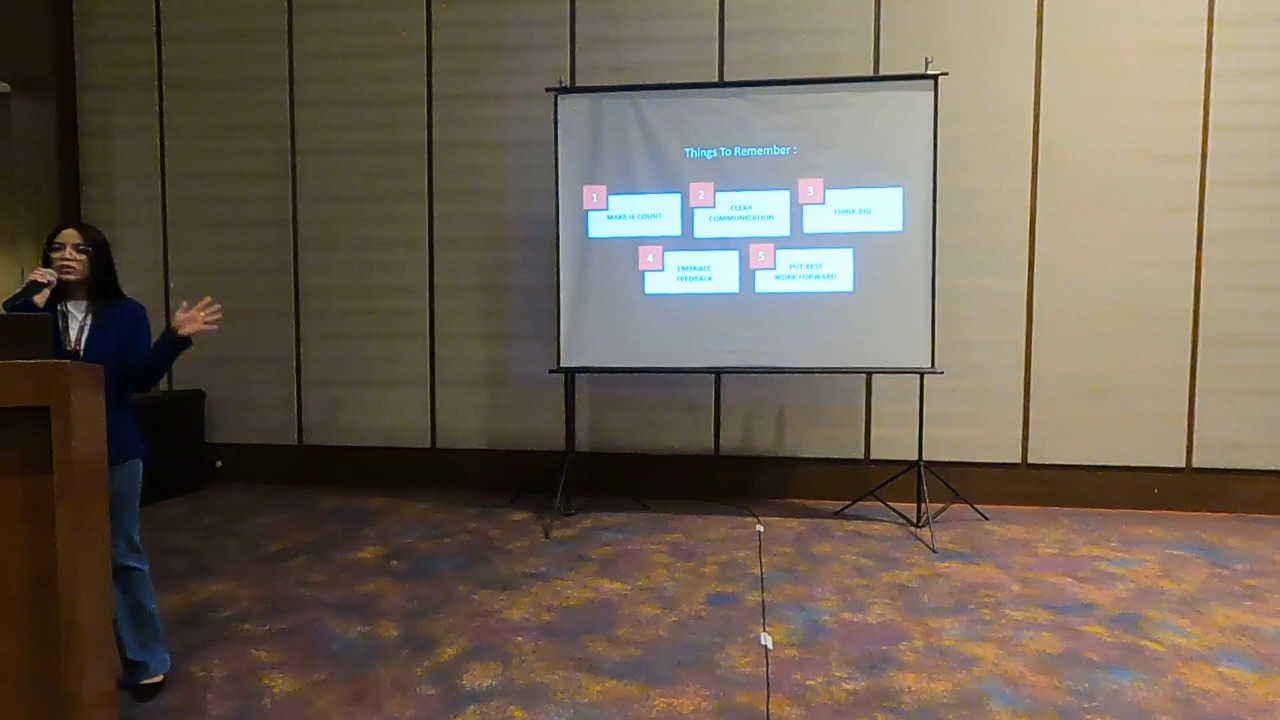 Things To Remember :
1
MAKE IT COUNT
2
CLEAR
COMMUNICATION
3
THINK BIG
4
EMBRACE
FEEDBACK
5
PUT BEST
WORK FORWARD